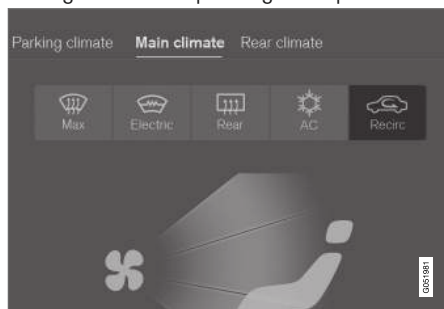 Parking climate Main climate Rear climate
Max Electric Rear AC Recirc
G051981